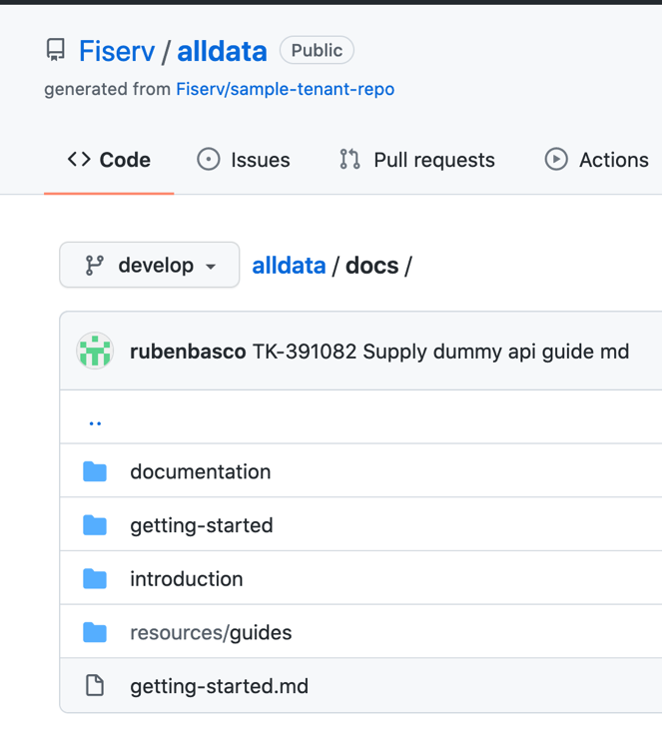 Fiserv / alldata Public
generated from Fiserv/sample-tenant-repo
Code Issues Pull requests Actions
develop alldata / docs /
rubenbasco TK-391082 Supply dummy api guide md
..
documentation
getting-started
introduction
resources/guides
getting-started.md